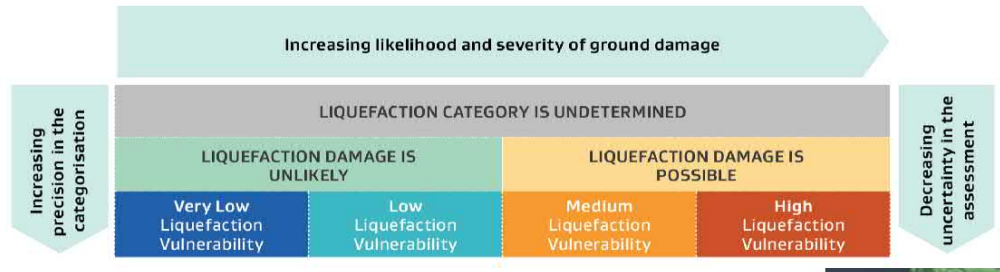 Increasing likelihood and severity of ground damage
Increasing
precision in the
categorisation
LIQUEFACTION CATEGORY IS UNDETERMINED
LIQUEFACTION DAMAGE IS
UNLIKELY
LIQUEFACTION DAMAGE IS
POSSIBLE
Very Low
Liquefaction
Vulnerability
Low
Liquefaction
Vulnerability
Medium
Liquefaction
Vulnerability
High
Liquefaction
Vulnerability
Decreasing
uncertainty in the
assessment